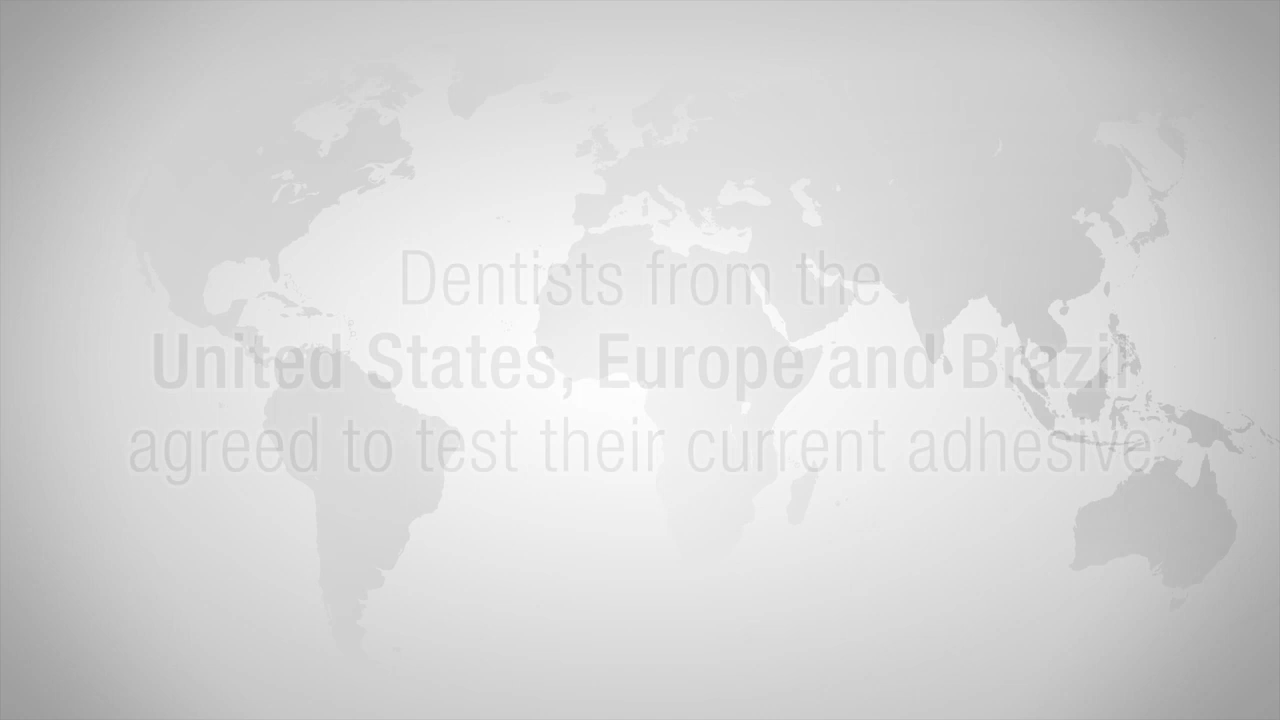 Dentists from the
United States, Europe and Brazil
agreed to test their current adhesive